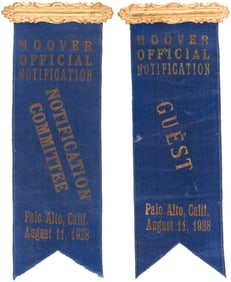 HOOVER
OFFICIAL
NOTIFICATION
NOTIFICATION
COMMITTEE
Palo Alto, Calif.
August 11, 1928
HOOVER
OFFICIAL
NOTIFICATION
GUEST
Palo Alto, Calif.
August 11, 1928